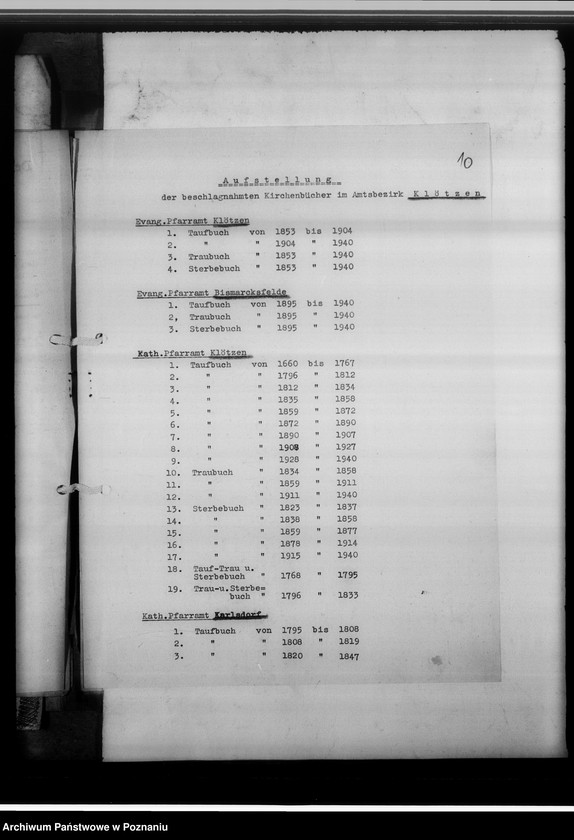 10
Aufstellung
der beschlagnahmten Kirchenbücher im Amtsbezirk Klötzen
Evang.Pfarramt Klötzen
1. Taufbuch von 1853 bis 1904
2. " " 1904 " 1940
3. Traubuch " 1853 " 1940
4. Sterbebuch " 1853 " 1940
Evang.Pfarramt Bismarcksfelde
1. Taufbuch von 1895 bis 1940
2, Traubuch " 1895 " 1940
3. Sterbebuch " 1895 " 1940
Kath.Pfarramt Klötzen
1. Taufbuch von 1660 bis 1767
2. " " 1796 " 1812
3. " " 1812 " 1834
4. " " 1835 " 1858
5. " " 1859 " 1872
6. " " 1872 " 1890
7. " " 1890 " 1907
8. " " 1908 " 1927
9. " " 1928 " 1940
10. Traubuch " 1834 " 1858
11. " " 1859 " 1911
12. " " 1911 " 1940
13. Sterbebuch " 1823 " 1837
14. " " 1838 " 1858
15. " " 1859 " 1877
16. " " 1878 " 1914
17. " " 1915 " 1940
18. Tauf-Trau u.
Sterbebuch " 1768 " 1795
19. Trau-u.Sterbe=
buch " 1796 " 1833
Kath.Pfarramt Karlsdorf
1. Taufbuch von 1795 bis 1808
2. " " 1808 " 1819
3. " " 1820 " 1847
Archiwum Państwowe w Poznaniu